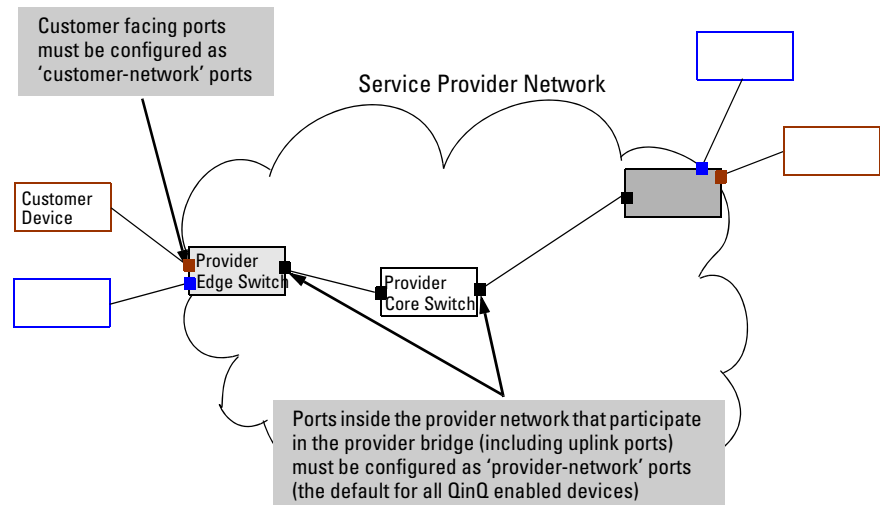 Customer facing ports
must be configured as
‘customer-network’ ports
Service Provider Network
Customer
Device
Provider
Edge Switch
Provider
Core Switch
Ports inside the provider network that participate
in the provider bridge (including uplink ports)
must be configured as ‘provider-network’ ports
(the default for all QinQ enabled devices)